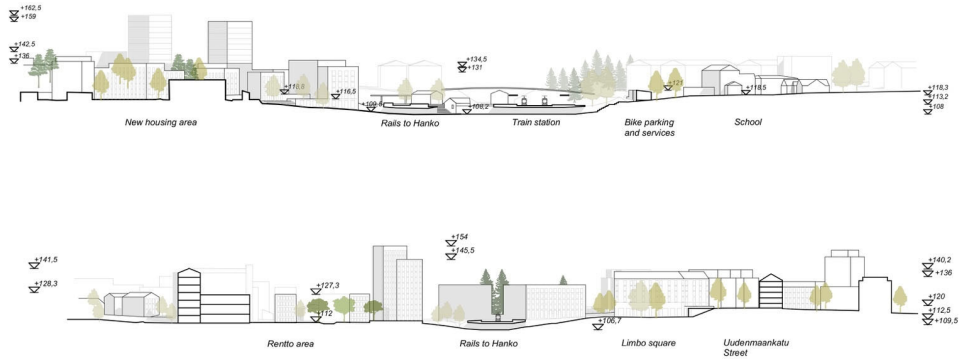 +162,5
+159
+142,5
+136
+134,5
+131
+115,5
+116,5
+109,5
+108,2
+121
+118,5
+118,3
+113,2
+108
New housing area
Rails to Hanko
Train station
Bike parking
and services
School
+154
+145,5
+141,5
+128,3
+127,3
+112
+106,7
+140,2
+136
+120
+112,5
+109,5
Rentto area
Rails to Hanko
Limbo square
Uudenmaankatu
Street